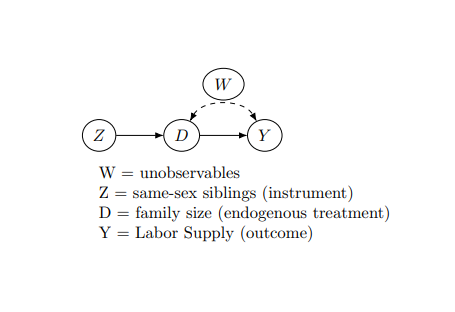 W
Z
D
Y
W = unobservables
Z = same-sex siblings (instrument)
D = family size (endogenous treatment)
Y = Labor Supply (outcome)